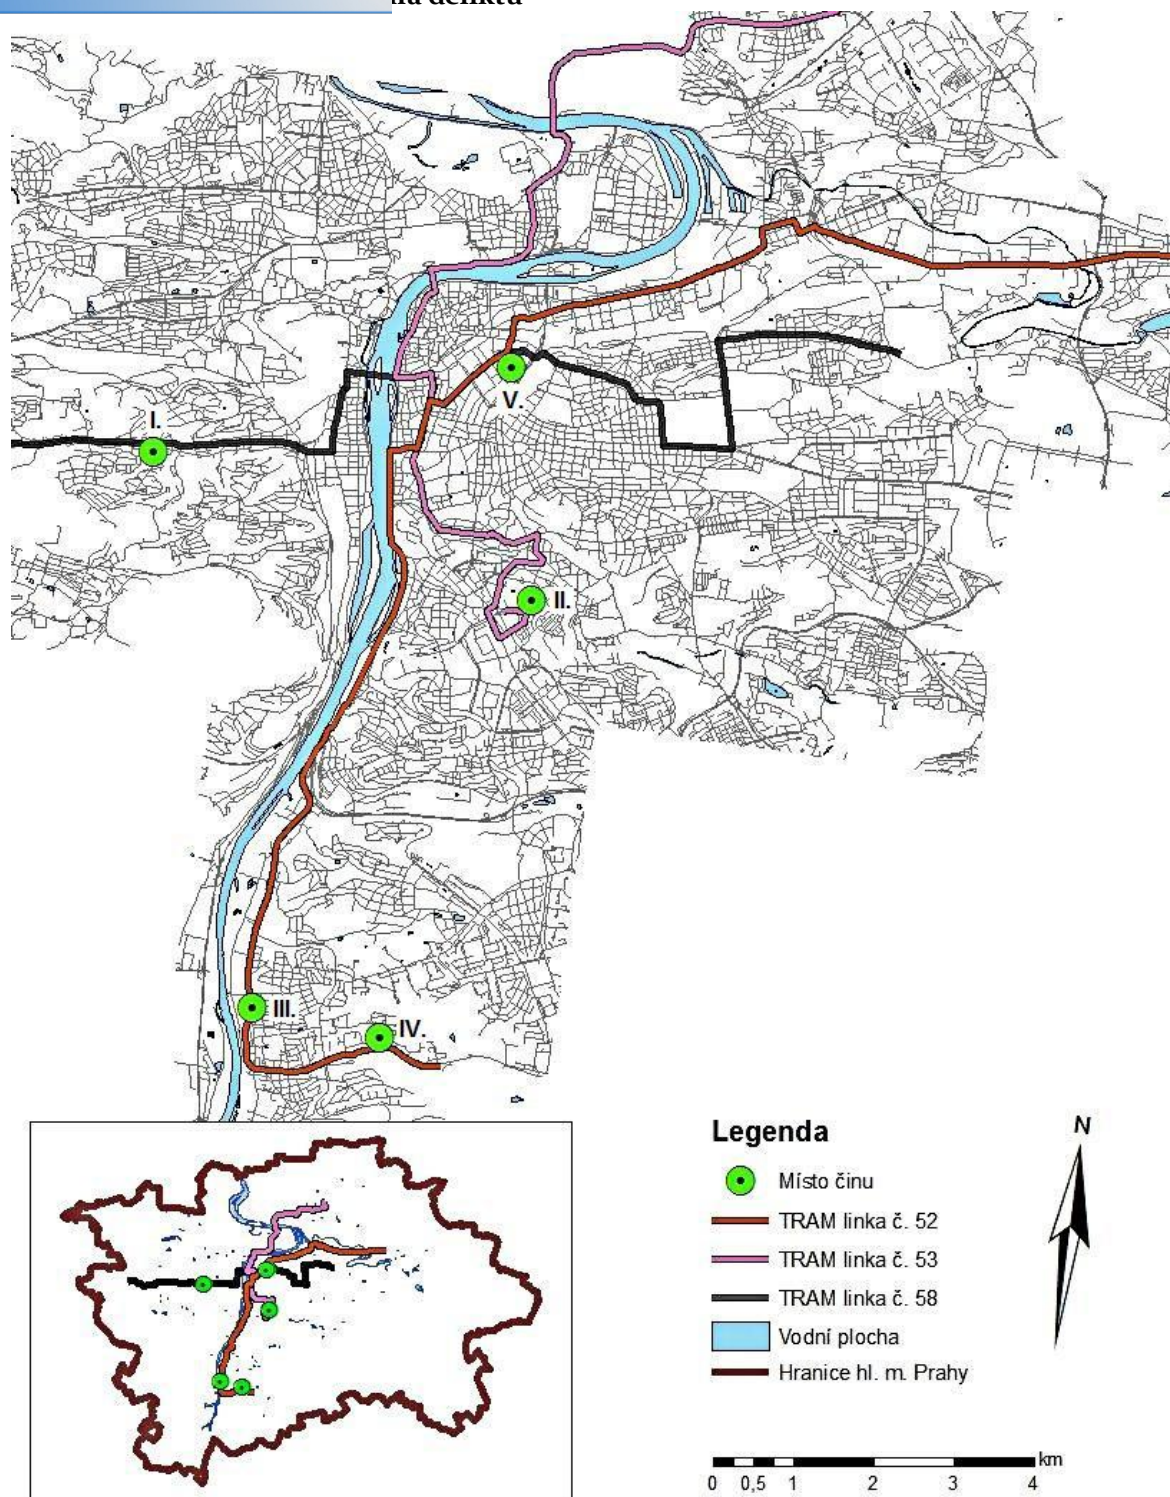 deliktu
I.
V.
II.
III.
IV.
Legenda
N
Místo činu
TRAM linka č. 52
TRAM linka č. 53
TRAM linka č. 58
Vodní plocha
Hranice hl. m. Prahy
km
0 0,5 1 2 3 4